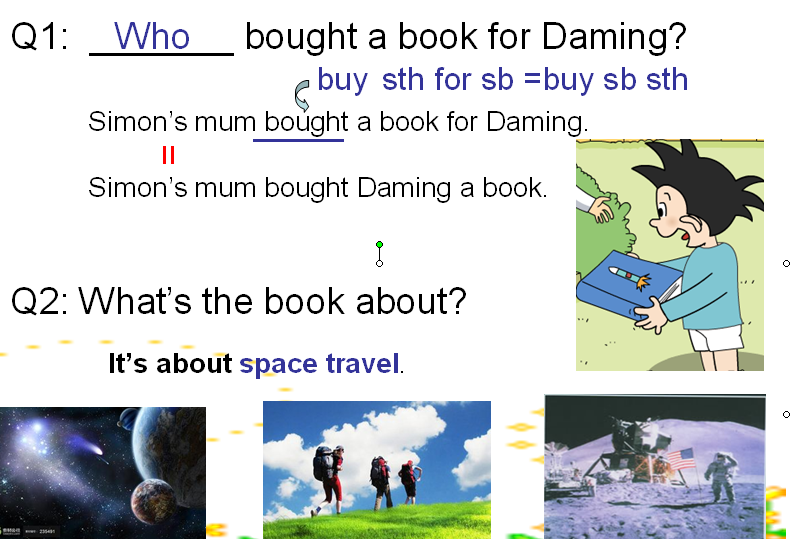 Q1: Who bought a book for Daming?
buy sth for sb =buy sb sth
Simon's mum bought a book for Daming.
=
Simon's mum bought Daming a book.
Q2: What's the book about?
It's about space travel.